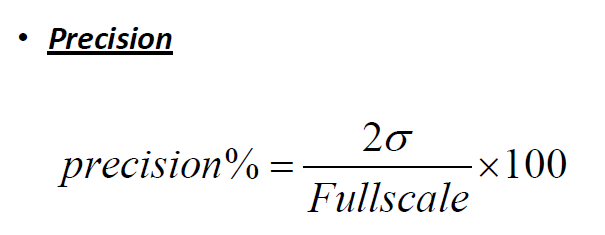 • Precision
precision% = 2σ / Fullscale × 100